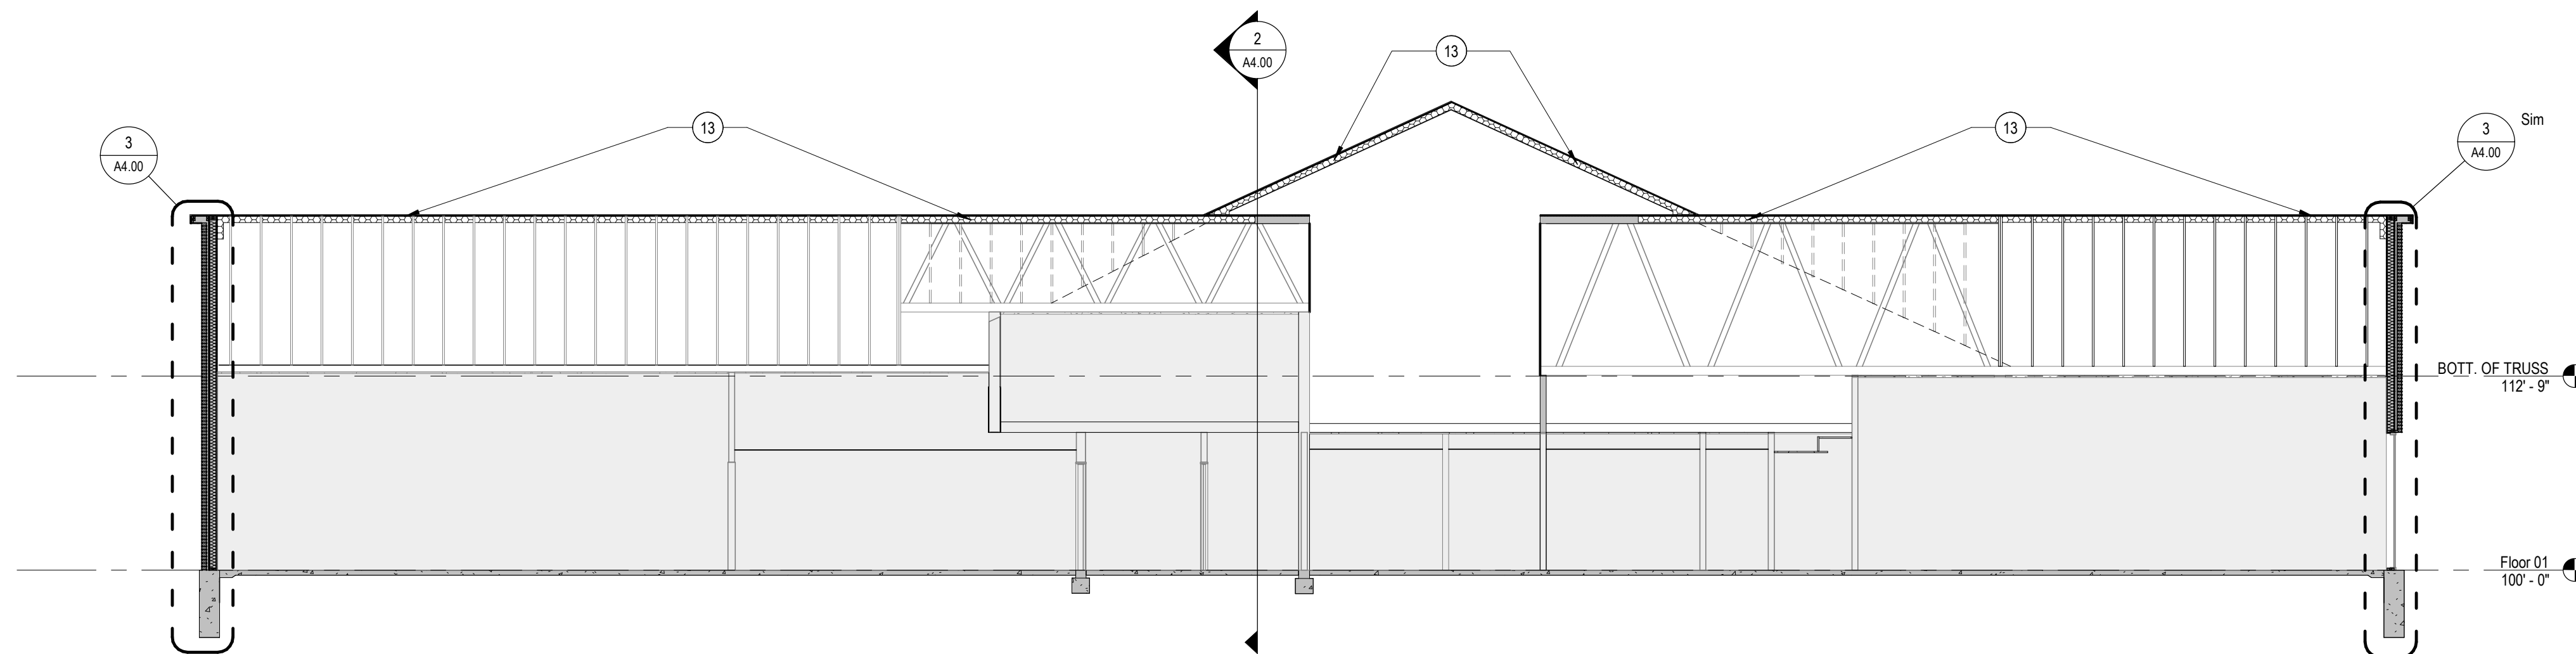 2
A4.00
13
13
13
3
A4.00
3
A4.00
Sim
BOTT. OF TRUSS
112' - 9"
Floor 01
100' - 0"